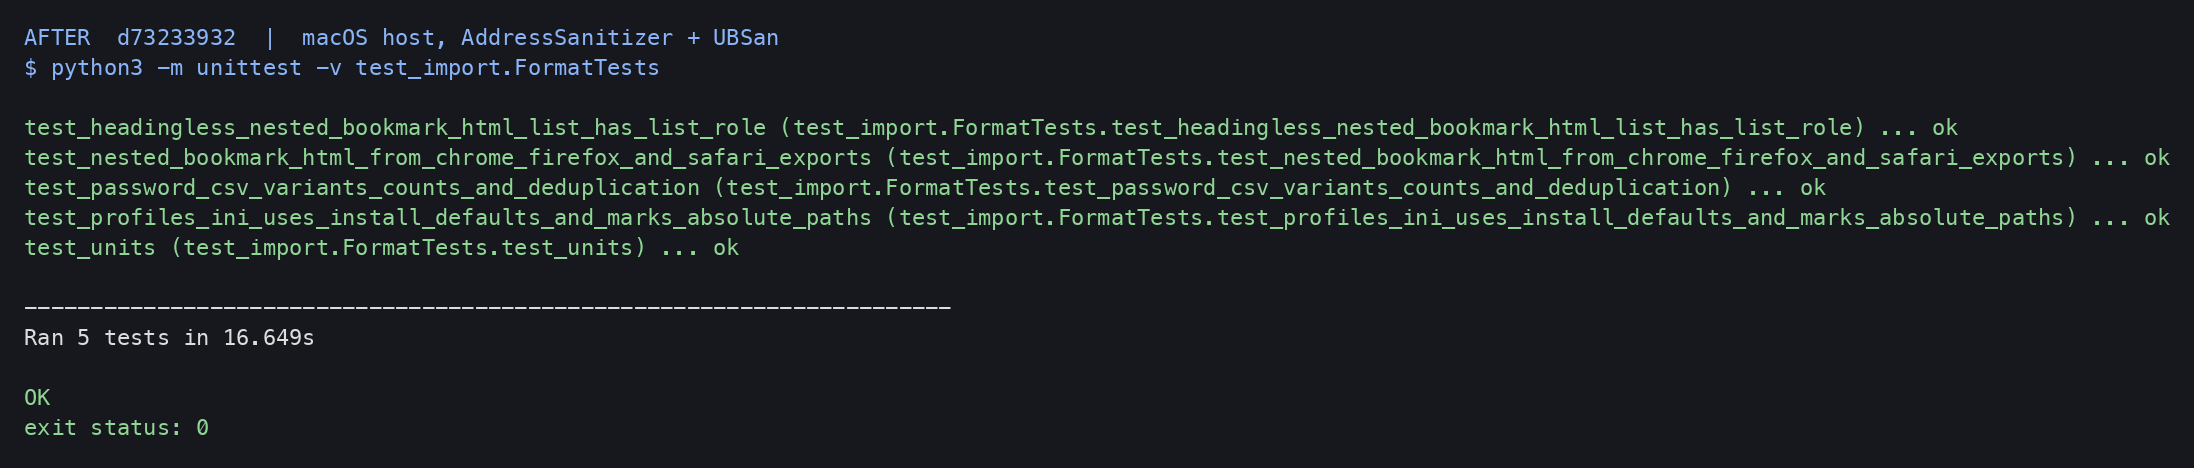 AFTER  d73233932  |  macOS host, AddressSanitizer + UBSan
$ python3 -m unittest -v test_import.FormatTests
test_headingless_nested_bookmark_html_list_has_list_role (test_import.FormatTests.test_headingless_nested_bookmark_html_list_has_list_role) ... ok
test_nested_bookmark_html_from_chrome_firefox_and_safari_exports (test_import.FormatTests.test_nested_bookmark_html_from_chrome_firefox_and_safari_exports) ... ok
test_password_csv_variants_counts_and_deduplication (test_import.FormatTests.test_password_csv_variants_counts_and_deduplication) ... ok
test_profiles_ini_uses_install_defaults_and_marks_absolute_paths (test_import.FormatTests.test_profiles_ini_uses_install_defaults_and_marks_absolute_paths) ... ok
test_units (test_import.FormatTests.test_units) ... ok
----------------------------------------------------------------------
Ran 5 tests in 16.649s
OK
exit status: 0